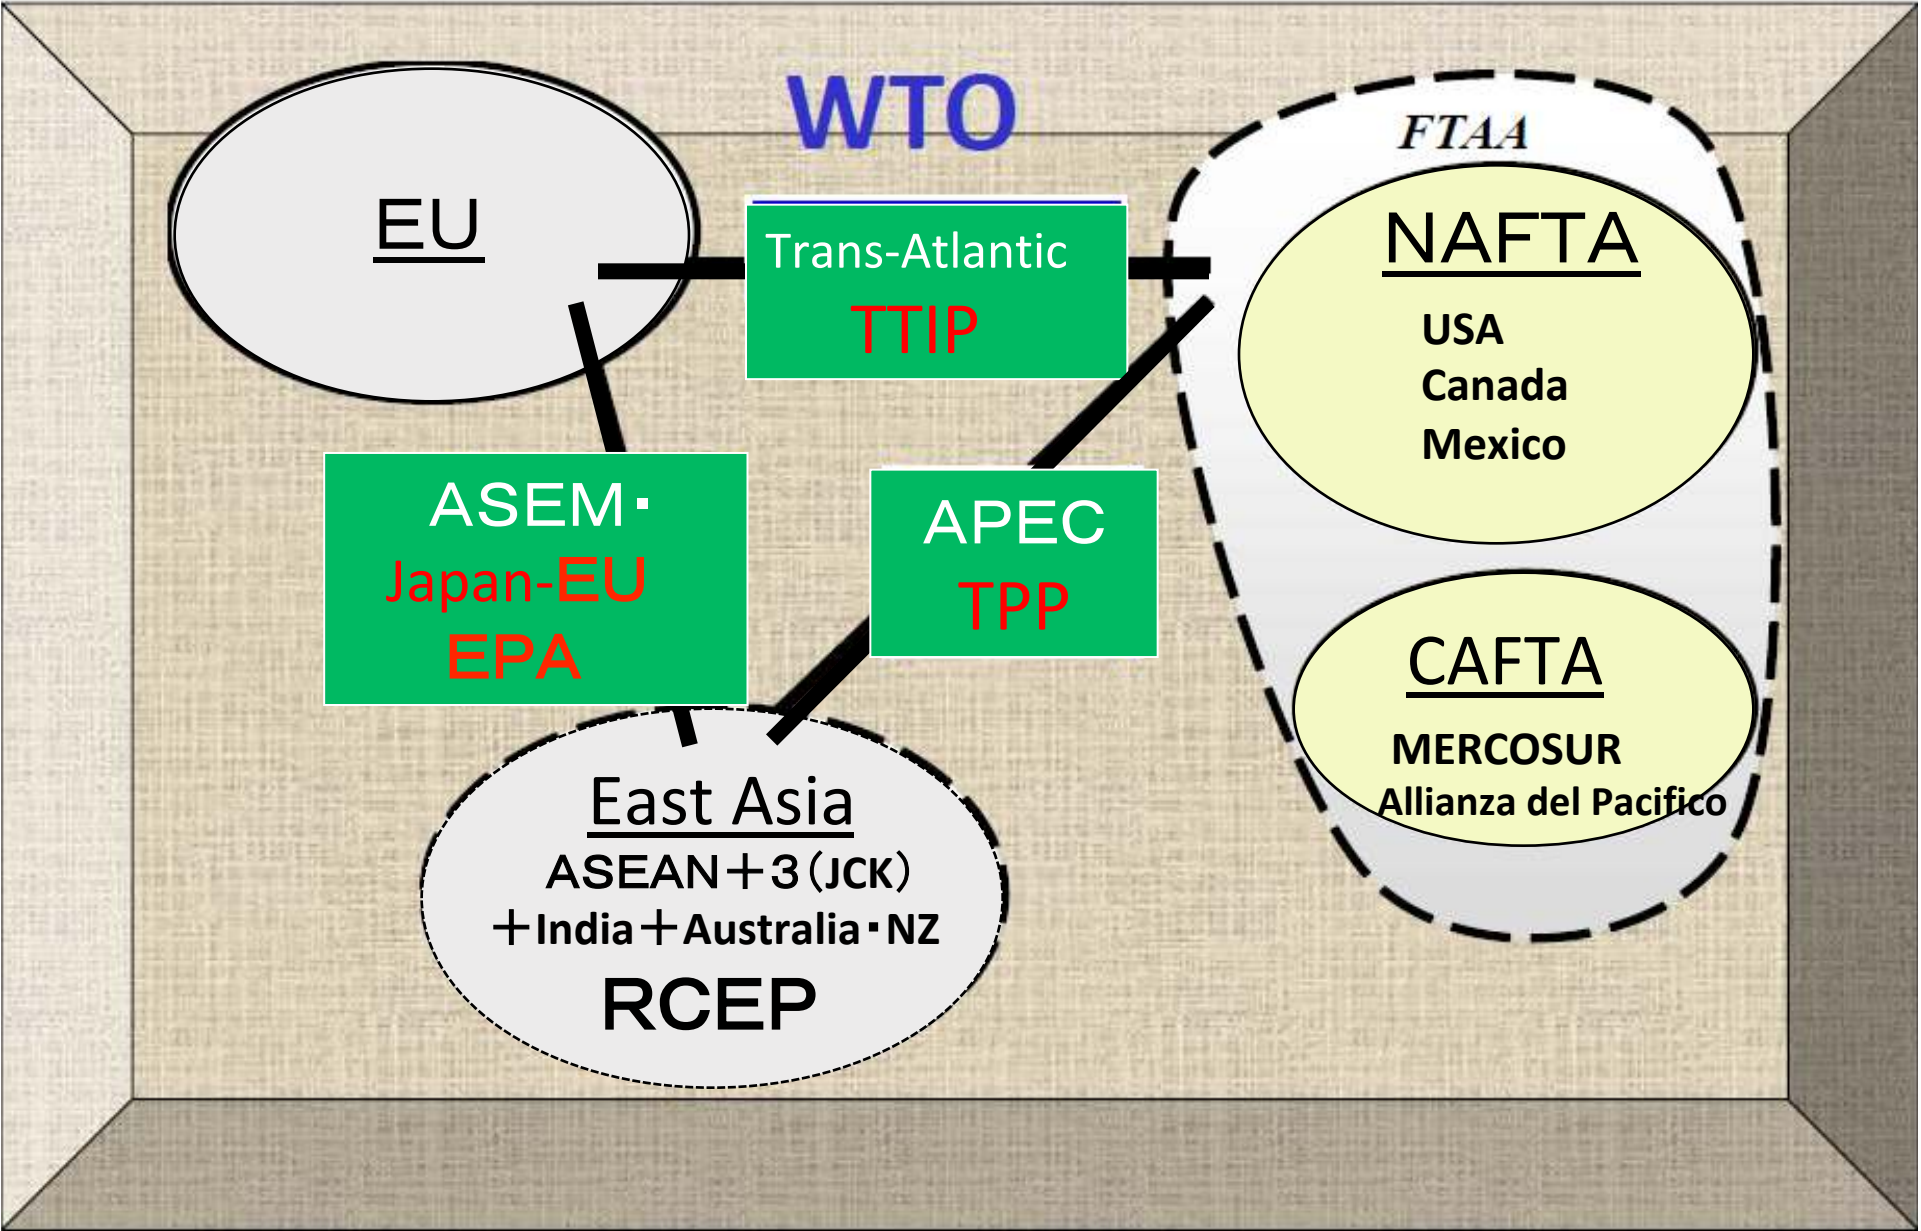 WTO
EU
Trans-Atlantic
TTIP
FTAA
NAFTA
USA
Canada
Mexico
ASEM・
Japan-EU
EPA
APEC
TPP
CAFTA
MERCOSUR
Allianza del Pacifico
East Asia
ASEAN＋3（JCK）
＋India＋Australia・NZ
RCEP